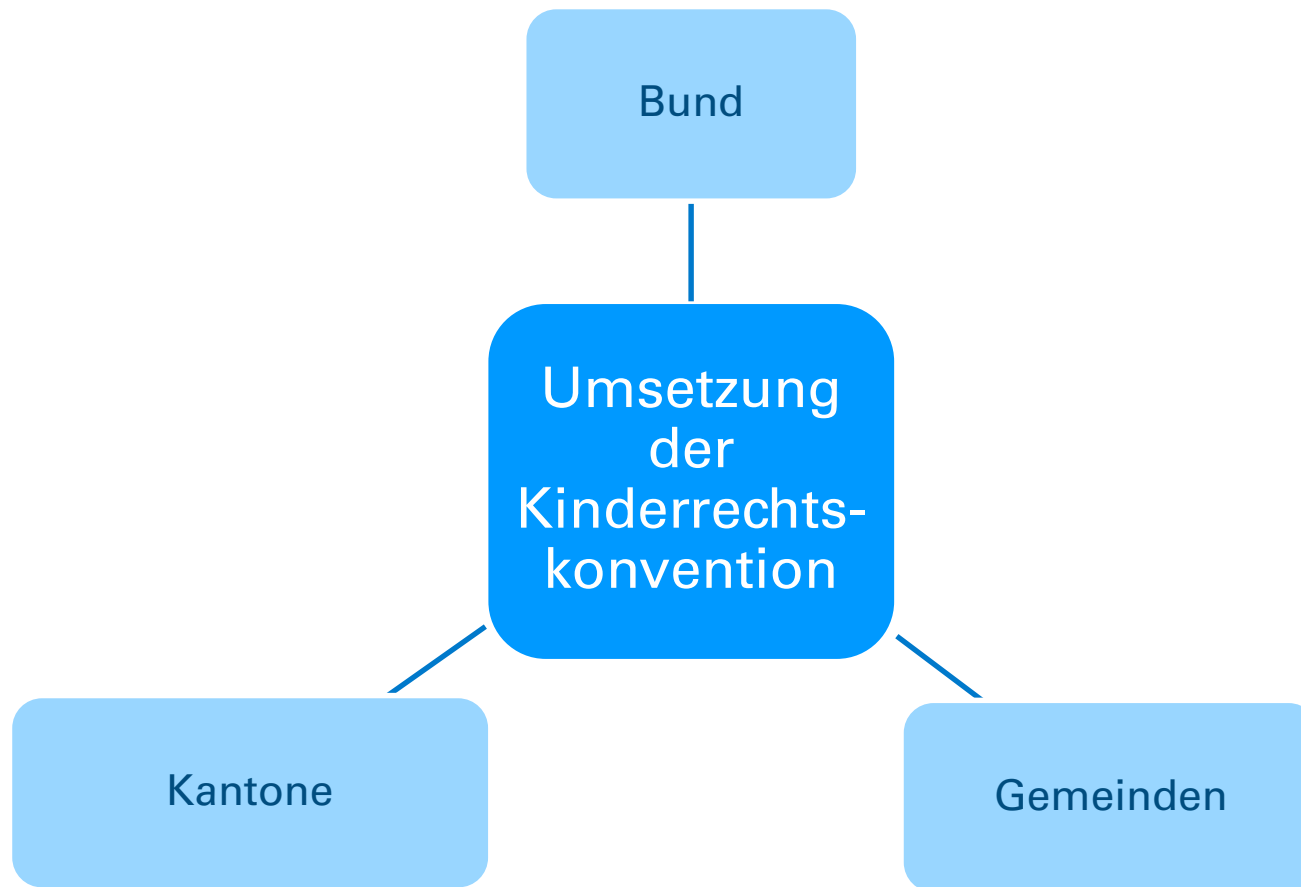 Bund
Umsetzung
der
Kinderrechts-
konvention
Kantone
Gemeinden